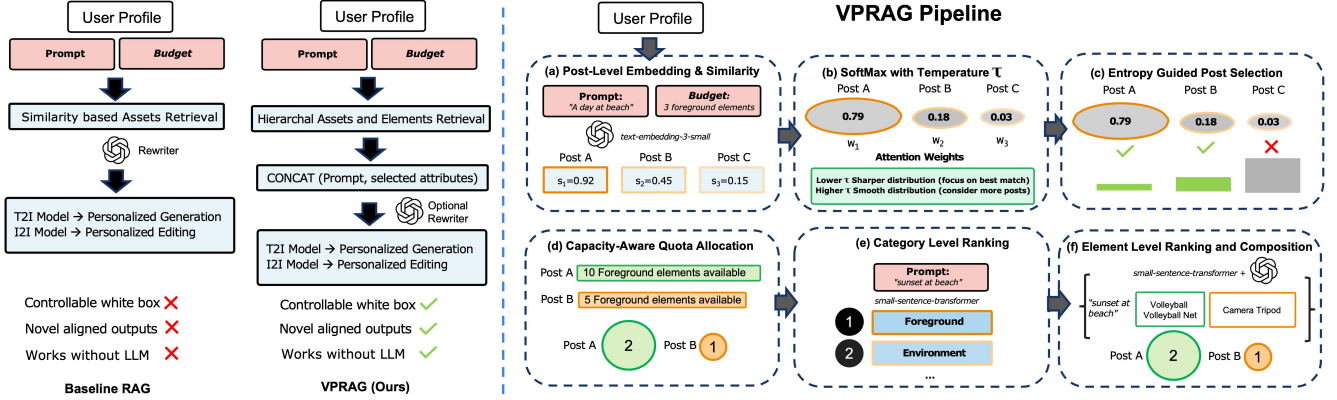 User Profile
Prompt
Budget
Similarity based Assets Retrieval
Rewriter
T2I Model → Personalized Generation
I2I Model → Personalized Editing
Controllable white box
Novel aligned outputs
Works without LLM
Baseline RAG
User Profile
Prompt
Budget
Hierarchal Assets and Elements Retrieval
CONCAT (Prompt, selected attributes)
Optional
Rewriter
T2I Model → Personalized Generation
I2I Model → Personalized Editing
Controllable white box
Novel aligned outputs
Works without LLM
VPRAG (Ours)
VPRAG Pipeline
User Profile
(a) Post-Level Embedding & Similarity
Prompt:
"A day at beach"
Budget:
3 foreground elements
text-embedding-3-small
Post A
Post B
Post C
s1=0.92
s2=0.45
s3=0.15
(b) SoftMax with Temperature τ
Post A
Post B
Post C
0.79
0.18
0.03
w1
w2
w3
Attention Weights
Lower τ Sharper distribution (focus on best match)
Higher τ Smooth distribution (consider more posts)
(c) Entropy Guided Post Selection
Post A
Post B
Post C
0.79
0.18
0.03
(d) Capacity-Aware Quota Allocation
Post A
10 Foreground elements available
Post B
5 Foreground elements available
Post A
2
Post B
1
(e) Category Level Ranking
Prompt:
"sunset at beach"
small-sentence-transformer
1
Foreground
2
Environment
...
(f) Element Level Ranking and Composition
small-sentence-transformer +
"sunset at
beach"
Volleyball
Volleyball Net
Camera Tripod
Post A
2
Post B
1